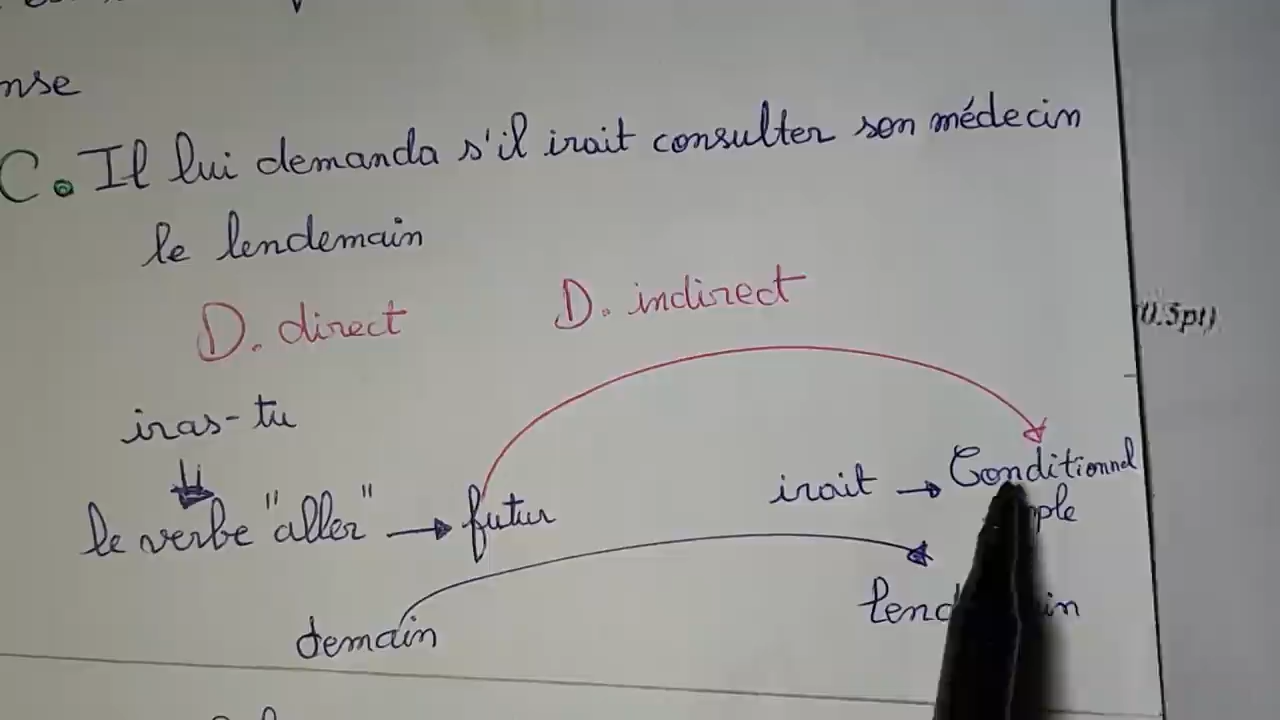 nse
C. Il lui demanda s'il irait consulter son médecin
le lendemain
D. direct
D. indirect
(0.5pt)
iras-tu
le verbe "aller" → futur
irait → Conditionnel
demain